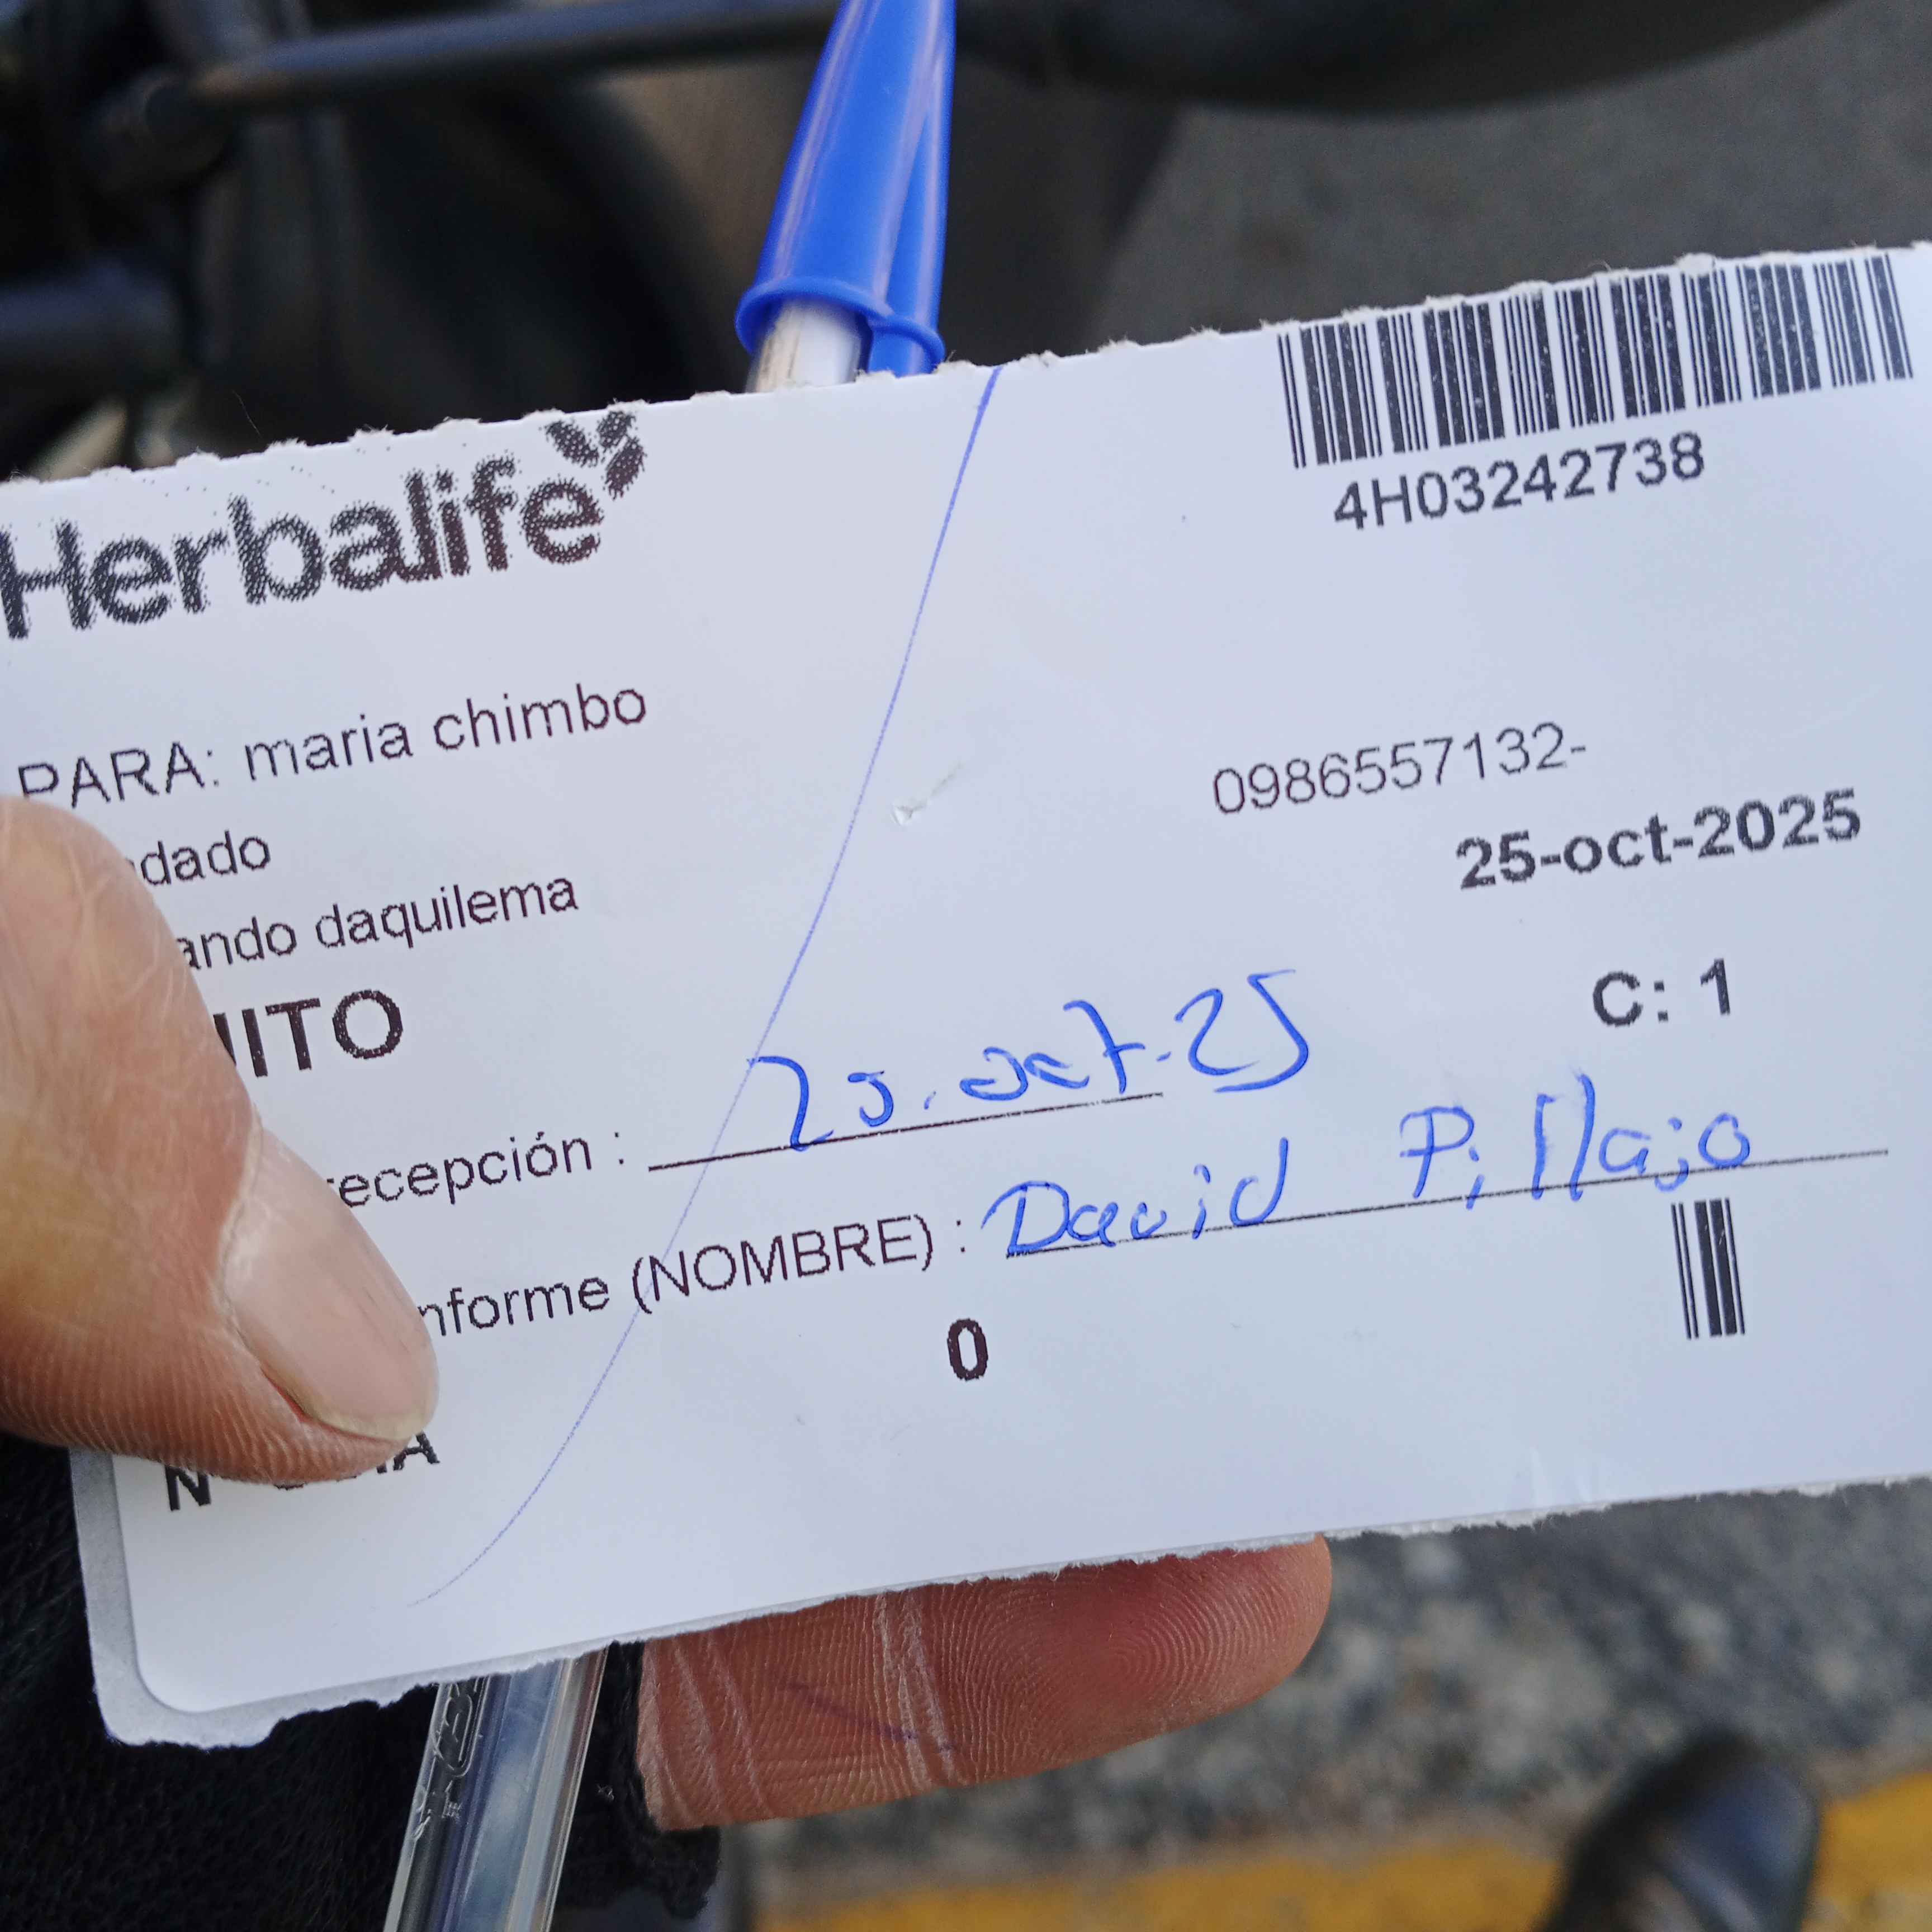 Herbalife
4H03242738
PARA: maria chimbo
0986557132-
dado
ando daquilema
25-oct-2025
ITO
C: 1
recepción : 25.oct-25
nforme (NOMBRE) : David Pillajo
0